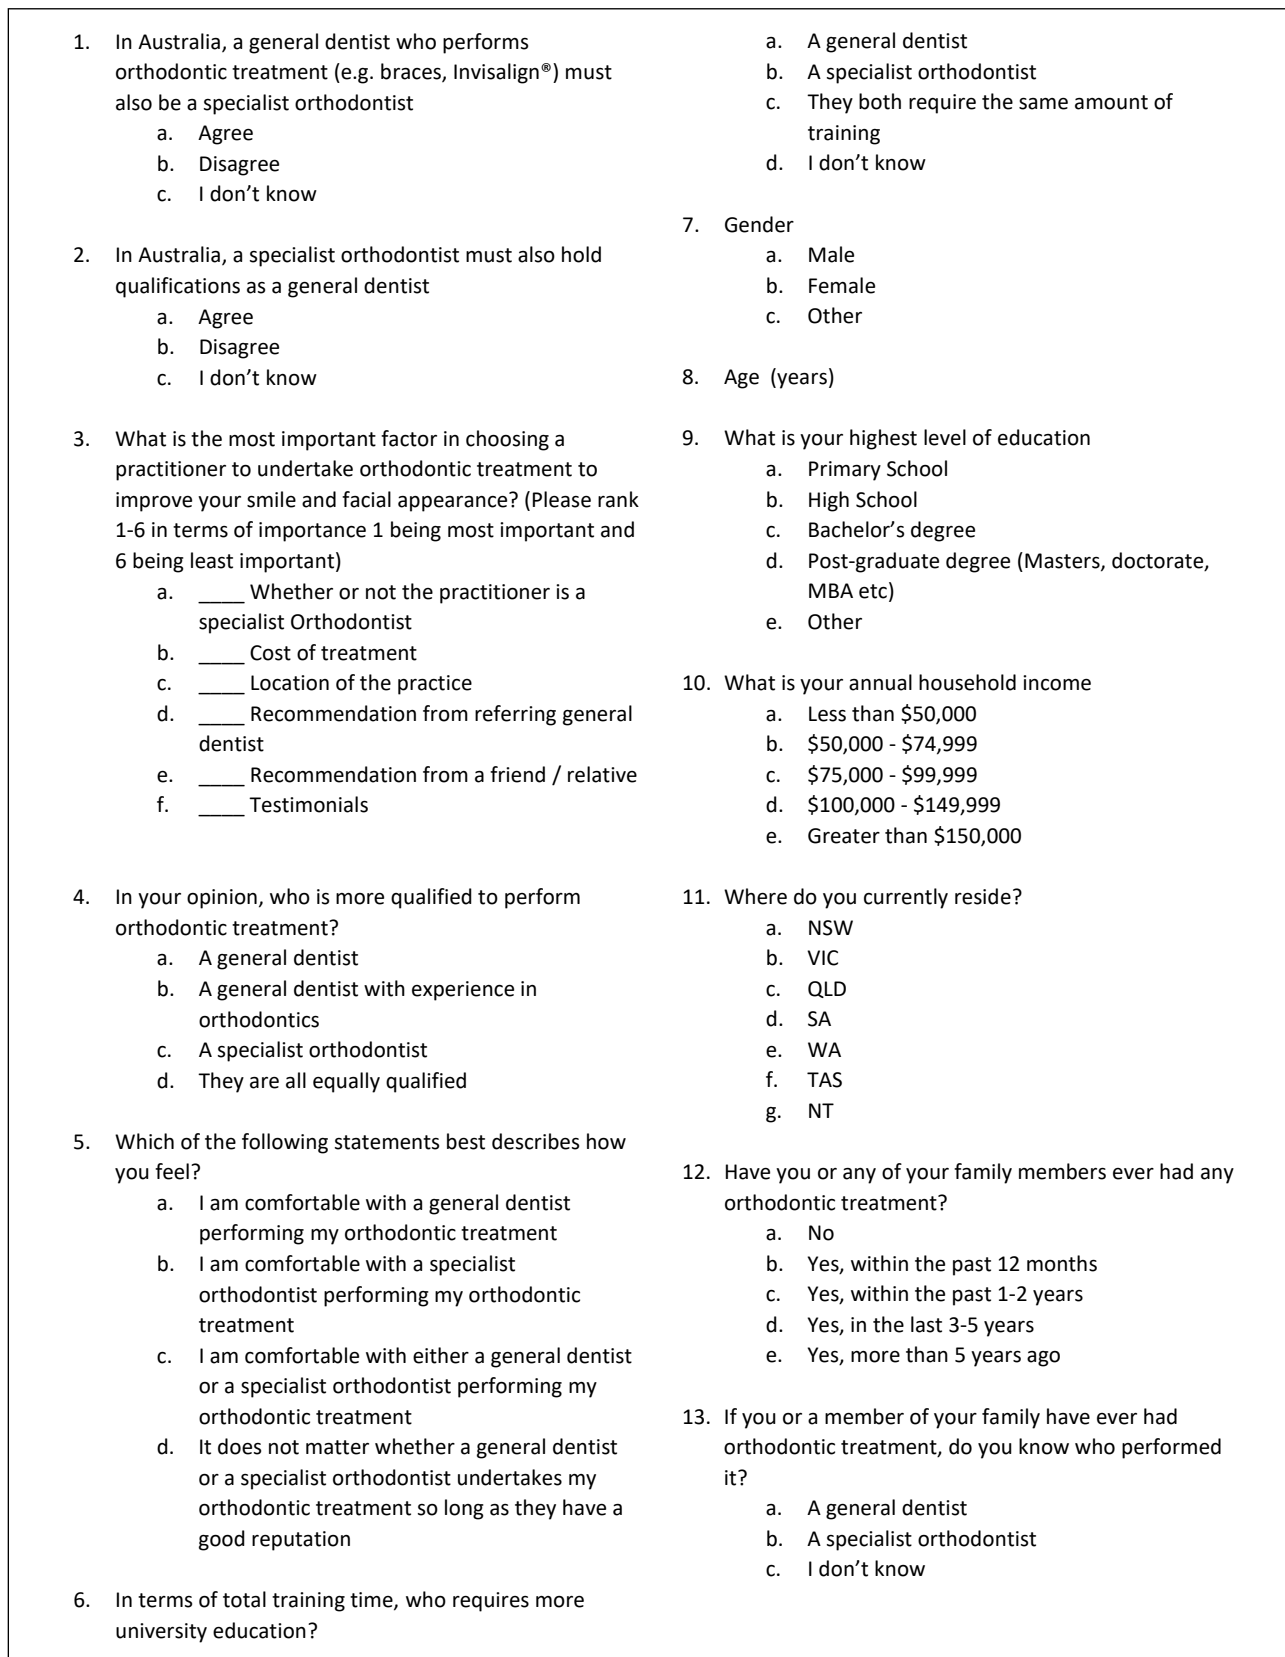 1. In Australia, a general dentist who performs
orthodontic treatment (e.g. braces, Invisalign®) must
also be a specialist orthodontist
a. Agree
b. Disagree
c. I don’t know
2. In Australia, a specialist orthodontist must also hold
qualifications as a general dentist
a. Agree
b. Disagree
c. I don’t know
3. What is the most important factor in choosing a
practitioner to undertake orthodontic treatment to
improve your smile and facial appearance? (Please rank
1-6 in terms of importance 1 being most important and
6 being least important)
a. ____ Whether or not the practitioner is a
specialist Orthodontist
b. ____ Cost of treatment
c. ____ Location of the practice
d. ____ Recommendation from referring general
dentist
e. ____ Recommendation from a friend / relative
f. ____ Testimonials
4. In your opinion, who is more qualified to perform
orthodontic treatment?
a. A general dentist
b. A general dentist with experience in
orthodontics
c. A specialist orthodontist
d. They are all equally qualified
5. Which of the following statements best describes how
you feel?
a. I am comfortable with a general dentist
performing my orthodontic treatment
b. I am comfortable with a specialist
orthodontist performing my orthodontic
treatment
c. I am comfortable with either a general dentist
or a specialist orthodontist performing my
orthodontic treatment
d. It does not matter whether a general dentist
or a specialist orthodontist undertakes my
orthodontic treatment so long as they have a
good reputation
6. In terms of total training time, who requires more
university education?
a. A general dentist
b. A specialist orthodontist
c. They both require the same amount of
training
d. I don’t know
7. Gender
a. Male
b. Female
c. Other
8. Age (years)
9. What is your highest level of education
a. Primary School
b. High School
c. Bachelor’s degree
d. Post-graduate degree (Masters, doctorate,
MBA etc)
e. Other
10. What is your annual household income
a. Less than $50,000
b. $50,000 - $74,999
c. $75,000 - $99,999
d. $100,000 - $149,999
e. Greater than $150,000
11. Where do you currently reside?
a. NSW
b. VIC
c. QLD
d. SA
e. WA
f. TAS
g. NT
12. Have you or any of your family members ever had any
orthodontic treatment?
a. No
b. Yes, within the past 12 months
c. Yes, within the past 1-2 years
d. Yes, in the last 3-5 years
e. Yes, more than 5 years ago
13. If you or a member of your family have ever had
orthodontic treatment, do you know who performed
it?
a. A general dentist
b. A specialist orthodontist
c. I don’t know